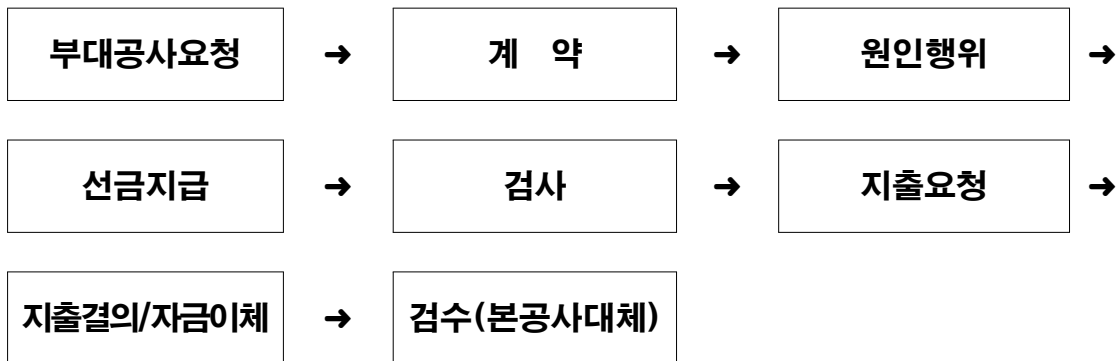 부대공사요청 ➜ 계 약 ➜ 원인행위 ➜
선금지급 ➜ 검사 ➜ 지출요청 ➜
지출결의/자금이체 ➜ 검수(본공사대체)